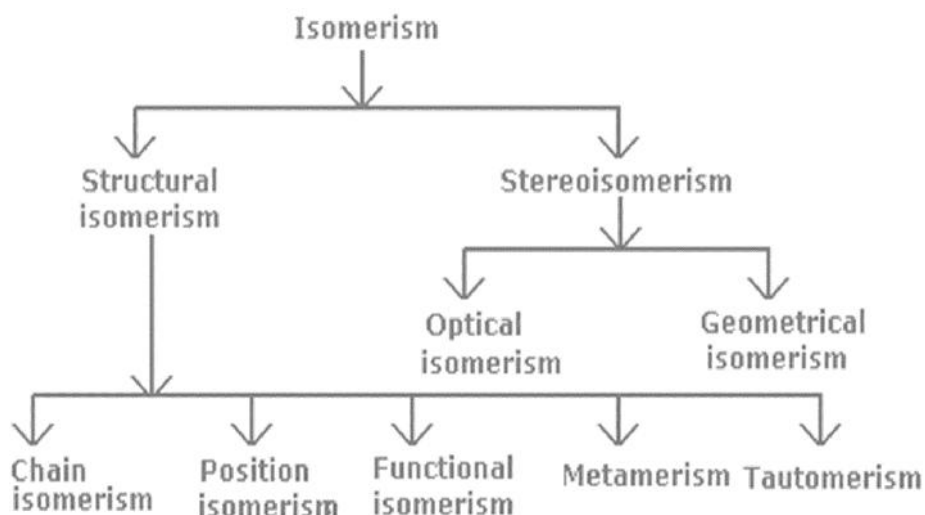 Isomerism
Structural
isomerism
Stereoisomerism
Optical
isomerism
Geometrical
isomerism
Chain
isomerism
Position
isomerism
Functional
isomerism
Metamerism
Tautomerism